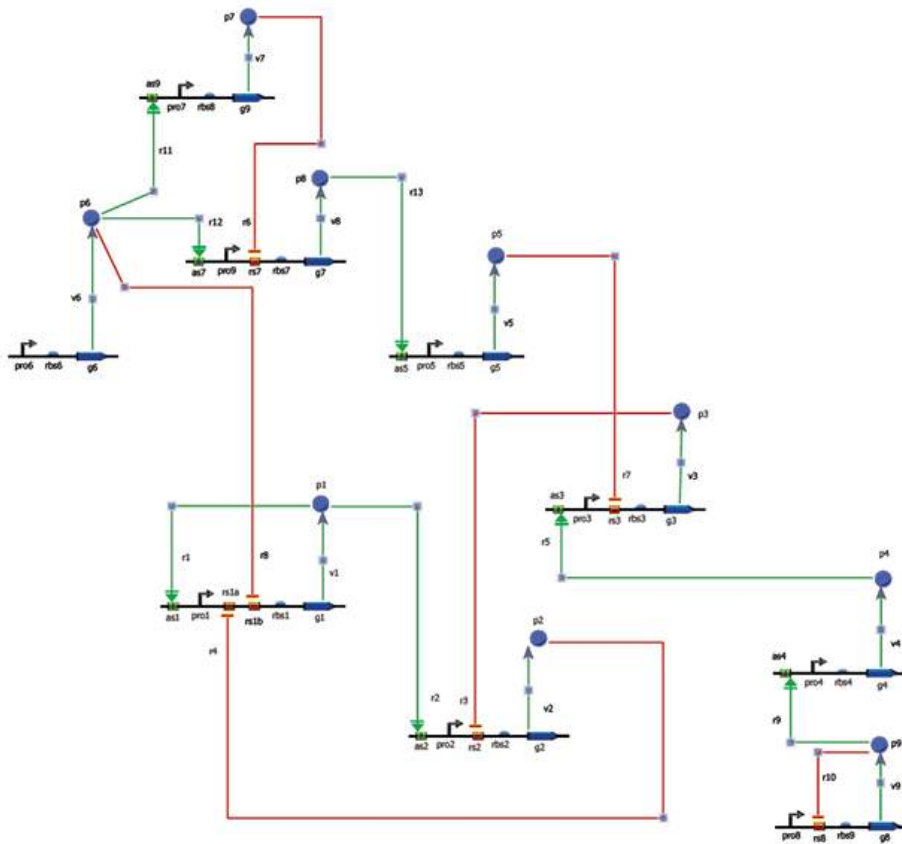 p7
v7
as9
pro7 rbs8 g9
r11
p8
r13
p6
r12
r6
v8
p5
as7 pro9 rs7 rbs7 g7
v6
v5
pro6 rbs6 g6
as5 pro5 rbs5 g5
p3
v3
r7
p1
as3
pro3 rs3 rbs3 g3
r5
r1
r8
v1
p4
rs1a
as1 pro1 rs1b rbs1 g1
p2
r4
v4
as4
pro4 rbs4 g4
r2
r3
v2
r9
as2 pro2 rs2 rbs2 g2
p9
r10
v9
pro8 rs8 rbs9 g8